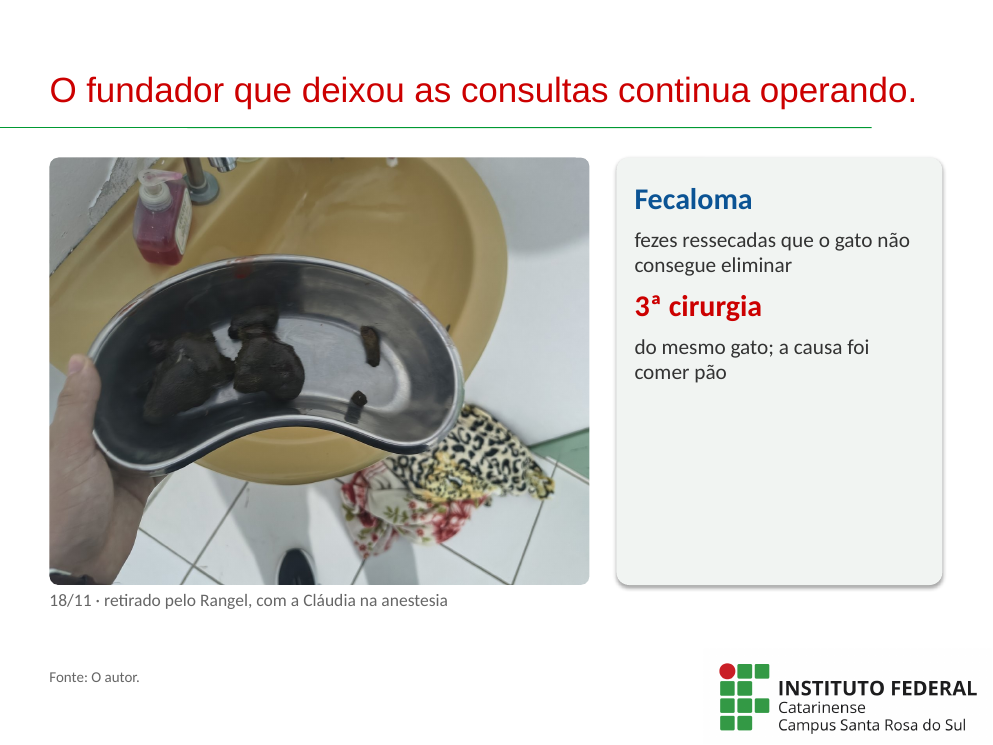 O fundador que deixou as consultas continua operando.
Fecaloma
fezes ressecadas que o gato não
consegue eliminar
3ª cirurgia
do mesmo gato; a causa foi
comer pão
18/11 · retirado pelo Rangel, com a Cláudia na anestesia
Fonte: O autor.
INSTITUTO FEDERAL
Catarinense
Campus Santa Rosa do Sul